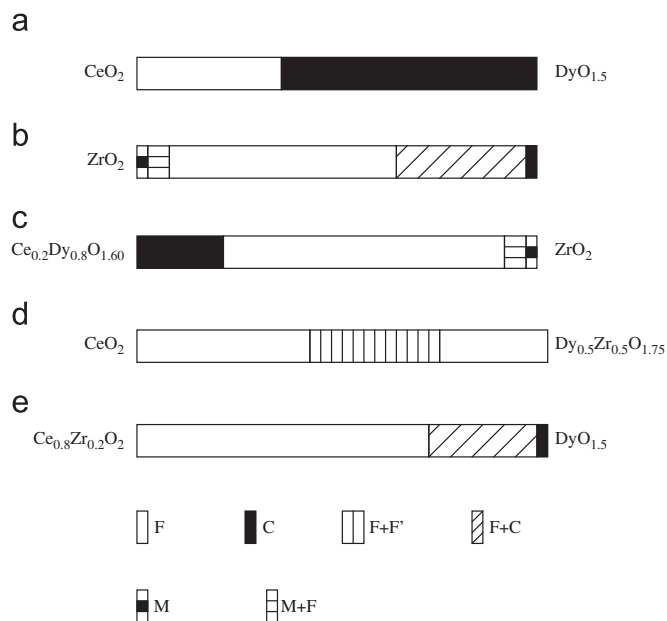 a
CeO2 DyO1.5
b
ZrO2
c
Ce0.2Dy0.8O1.60 ZrO2
d
CeO2 Dy0.5Zr0.5O1.75
e
Ce0.8Zr0.2O2 DyO1.5
F C F+F' F+C
M M+F